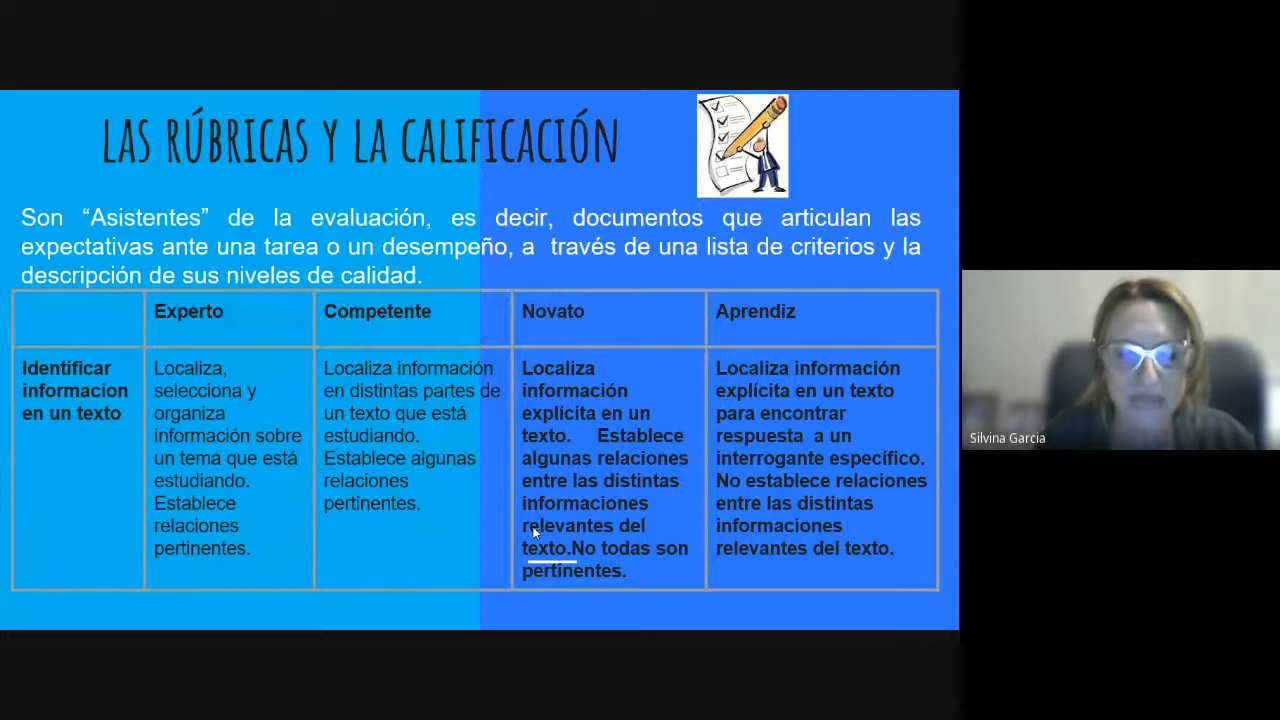 LAS RÚBRICAS Y LA CALIFICACIÓN
Son “Asistentes” de la evaluación, es decir, documentos que articulan las
expectativas ante una tarea o un desempeño, a través de una lista de criterios y la
descripción de sus niveles de calidad.
Experto
Competente
Novato
Aprendiz
Identificar
informacion
en un texto
Localiza,
selecciona y
organiza
información sobre
un tema que está
estudiando.
Establece
relaciones
pertinentes.
Localiza información
en distintas partes de
un texto que está
estudiando.
Establece algunas
relaciones
pertinentes.
Localiza
información
explícita en un
texto. Establece
algunas relaciones
entre las distintas
informaciones
relevantes del
texto.No todas son
pertinentes.
Localiza información
explícita en un texto
para encontrar
respuesta a un
interrogante específico.
No establece relaciones
entre las distintas
informaciones
relevantes del texto.
Silvina Garcia